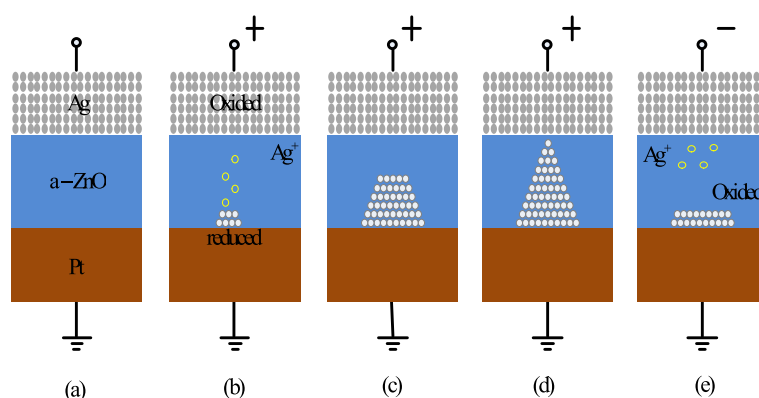 + + + −
Ag Oxided
Ag⁺ Ag⁺
a−ZnO Oxided
reduced
Pt
(a) (b) (c) (d) (e)